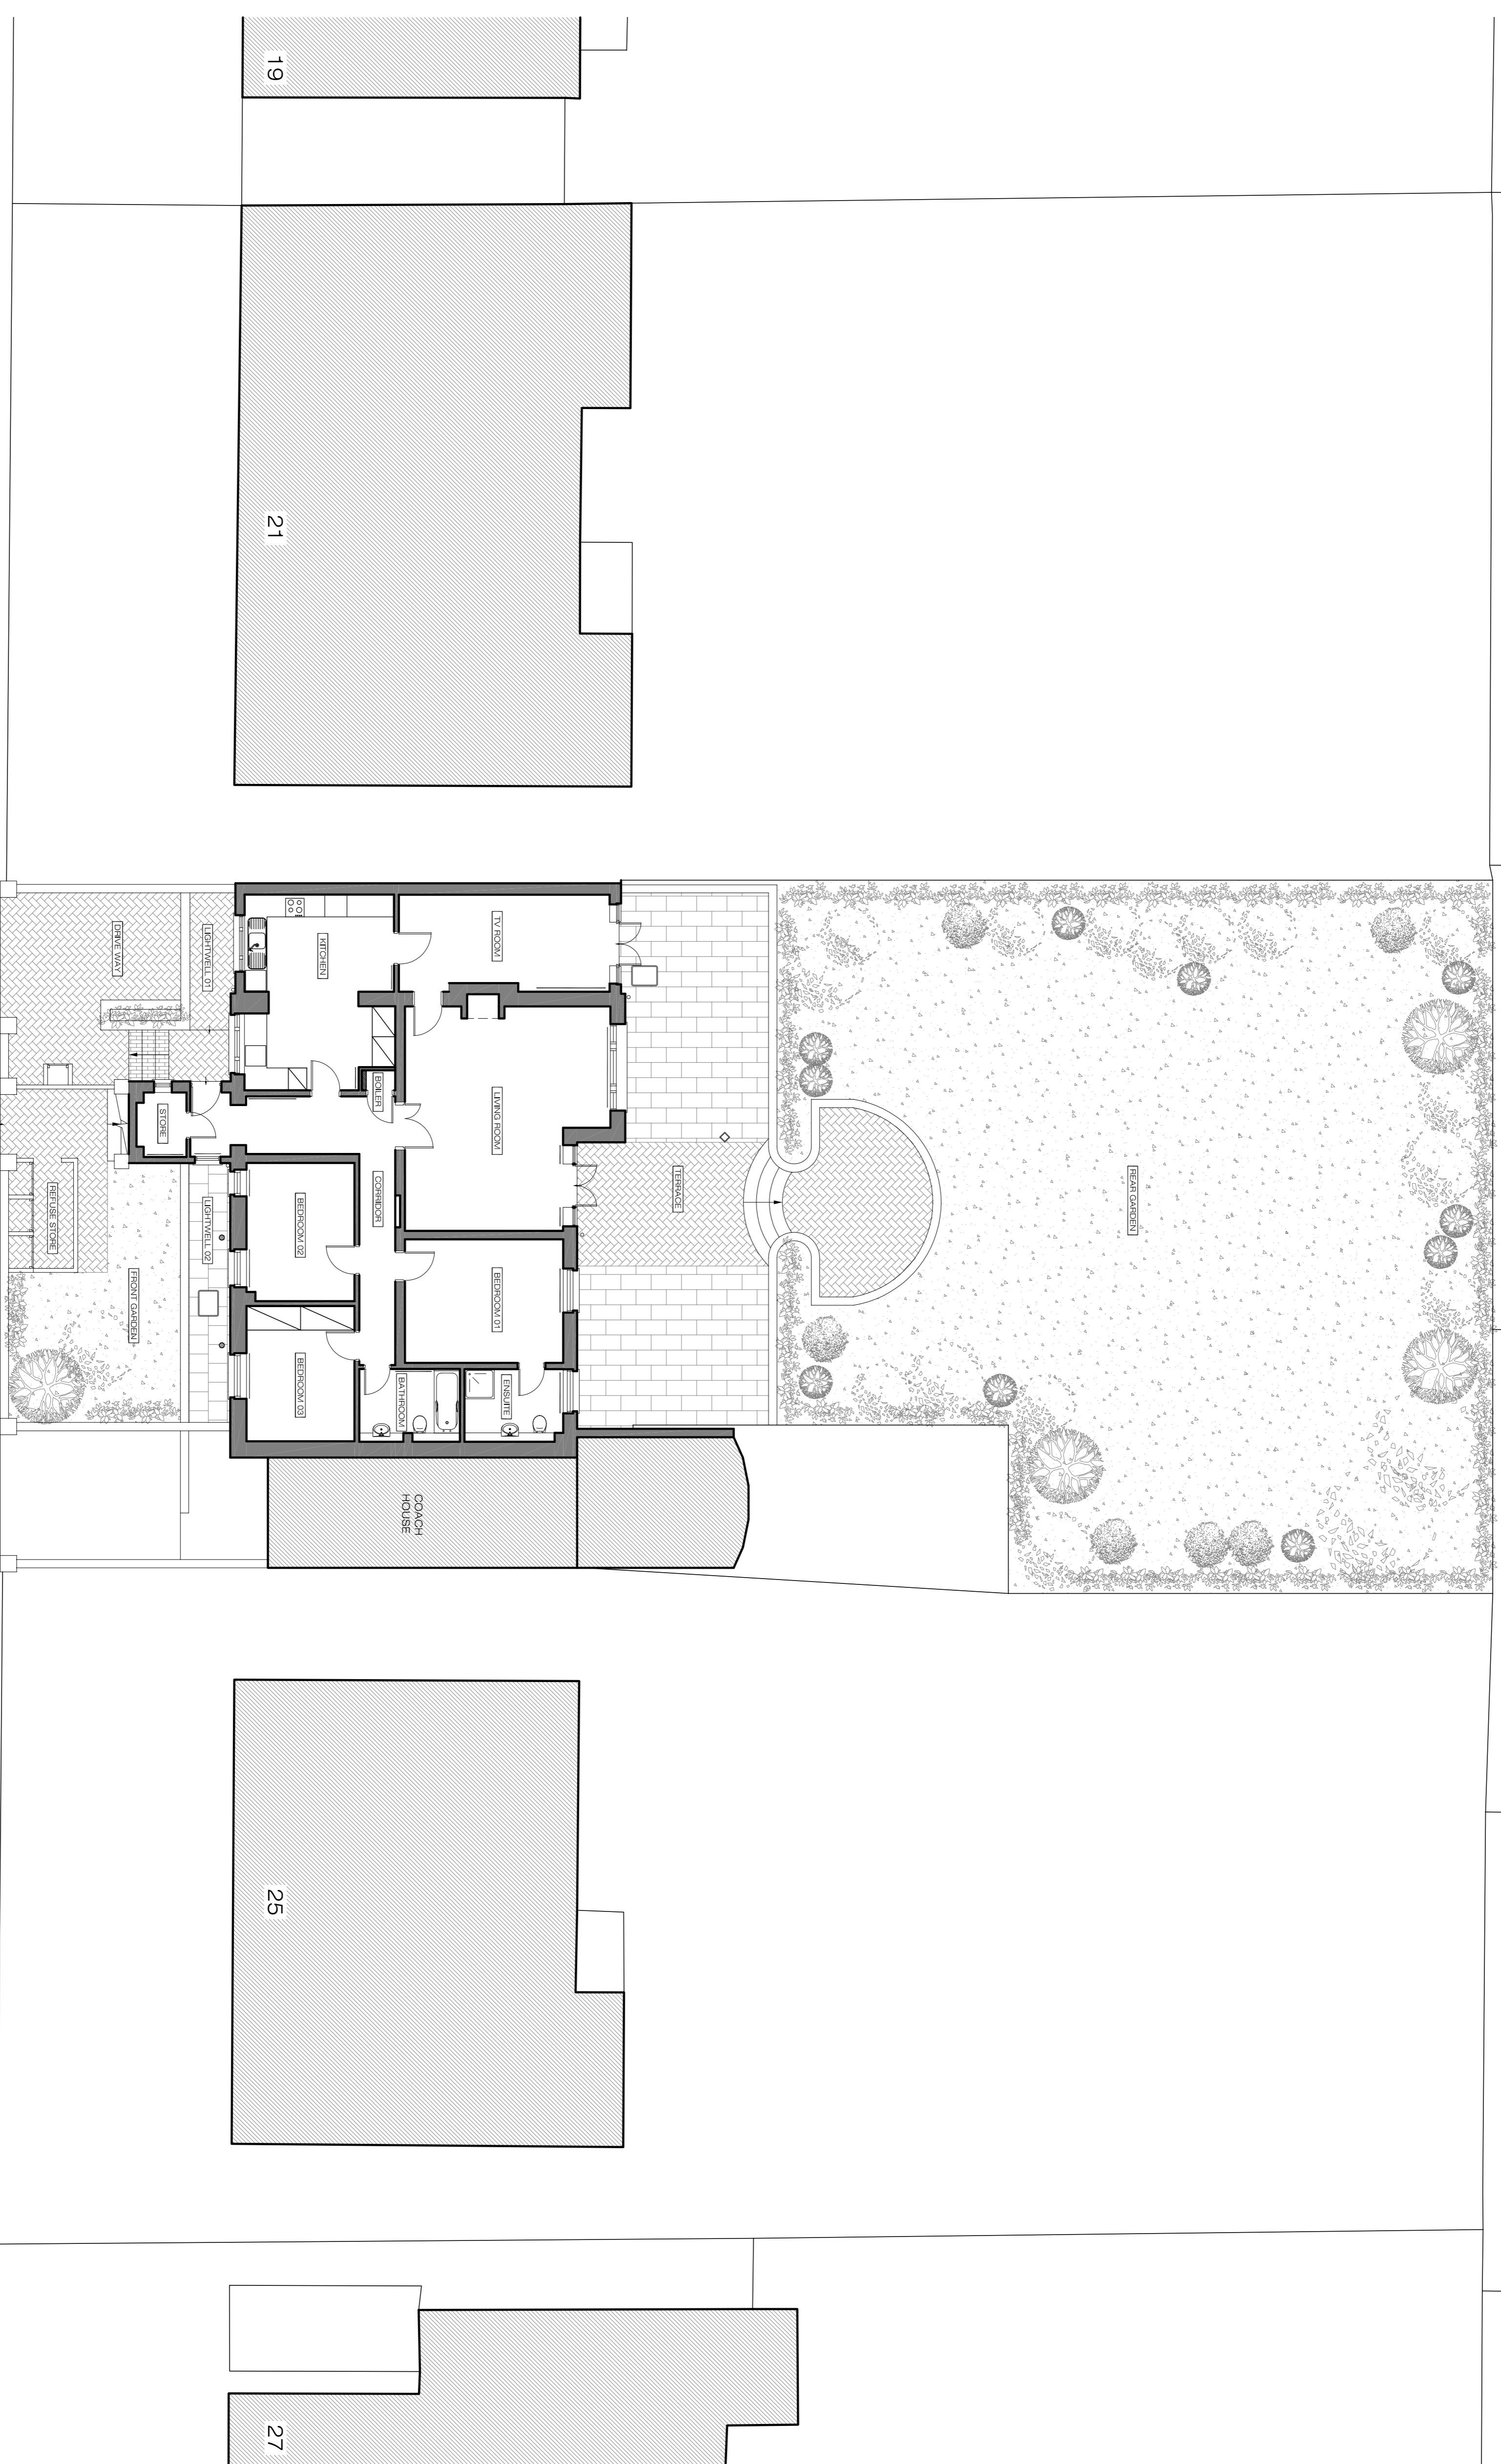 19
21
DRIVE WAY
LIGHTWELL 01
KITCHEN
TV ROOM
BOILER
STORE
LIVING ROOM
TERRACE
REAR GARDEN
REFUSE STORE
LIGHTWELL 02
BEDROOM 02
CORRIDOR
BEDROOM 01
FRONT GARDEN
BEDROOM 03
BATHROOM
ENSUITE
COACH
HOUSE
25
27